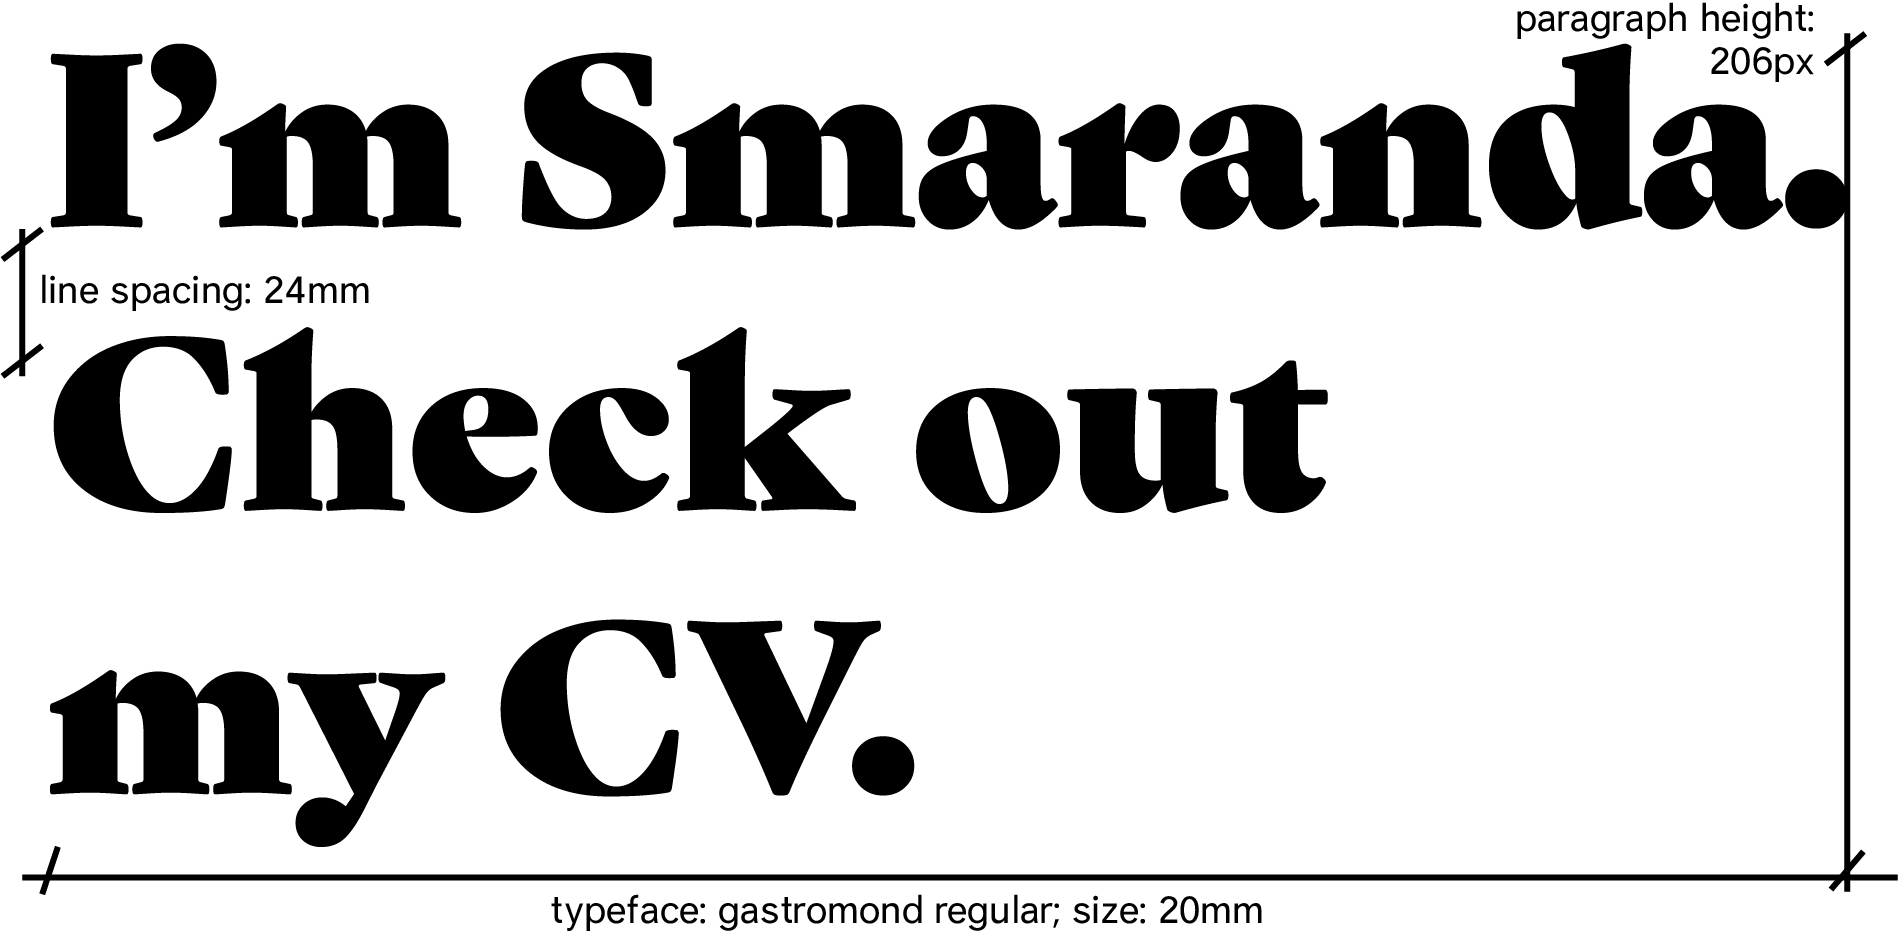 paragraph height:
206px
I’m Smaranda.
line spacing: 24mm
Check out
my CV.
typeface: gastromond regular; size: 20mm